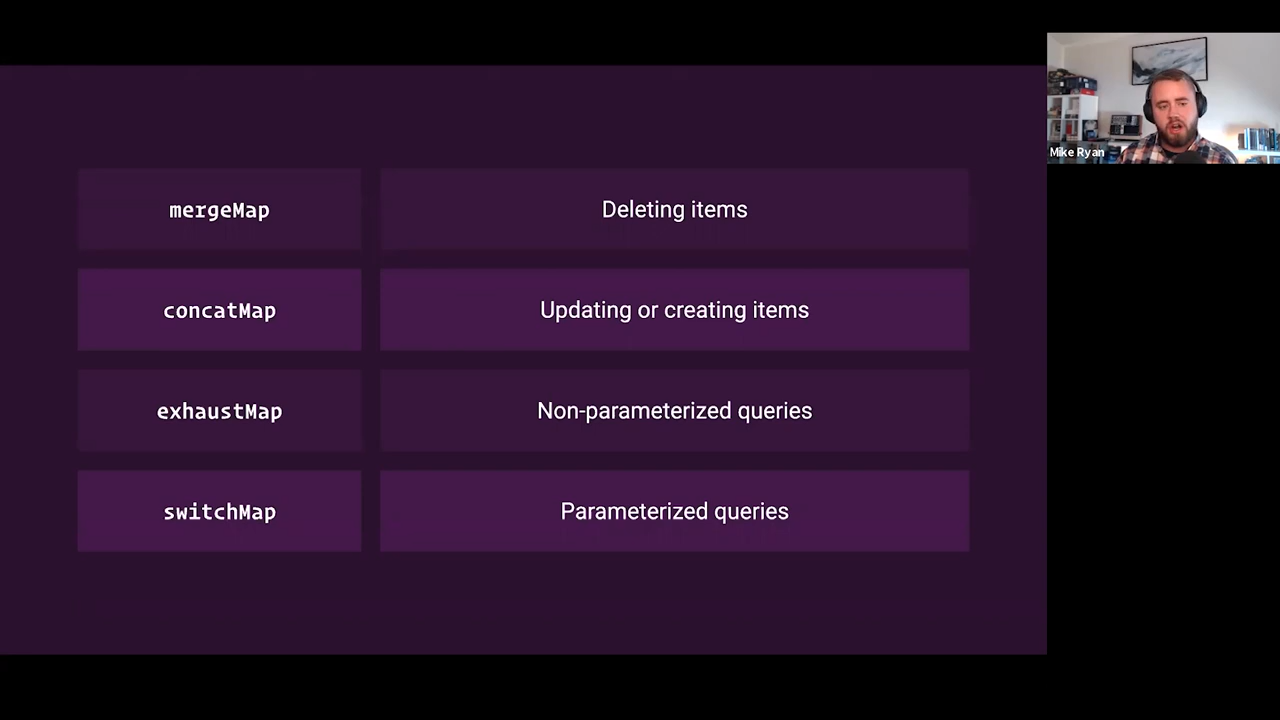 mergeMap
Deleting items
concatMap
Updating or creating items
exhaustMap
Non-parameterized queries
switchMap
Parameterized queries
Mike Ryan